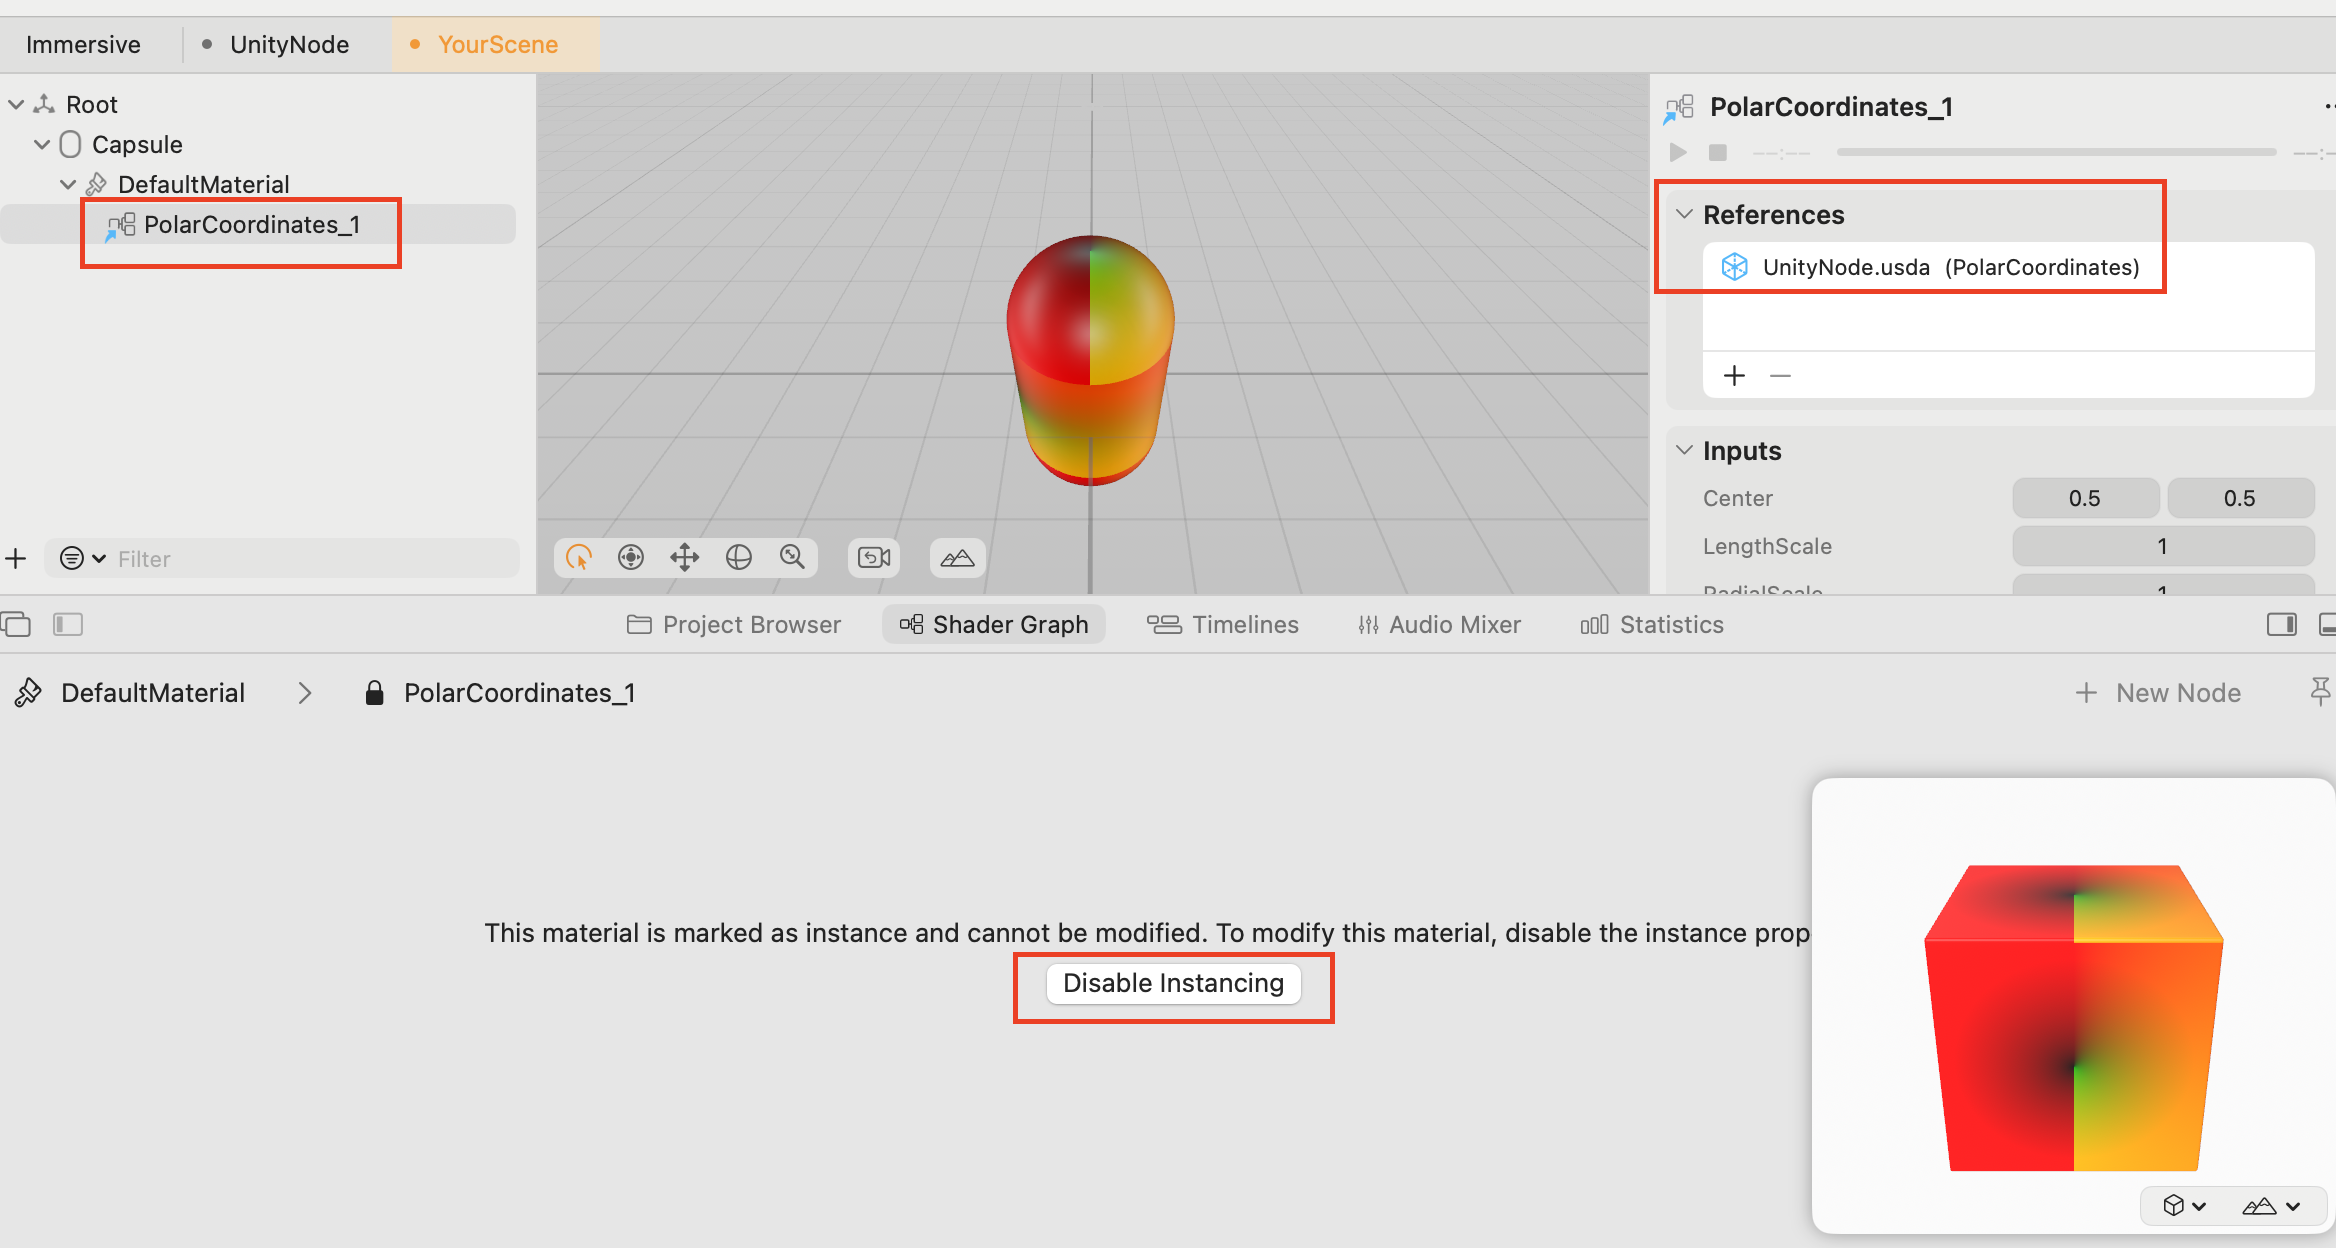 Immersive
UnityNode
YourScene
Root
Capsule
DefaultMaterial
PolarCoordinates_1
Filter
PolarCoordinates_1
--:--
--:-
References
UnityNode.usda (PolarCoordinates)
Inputs
Center 0.5 0.5
LengthScale 1
RadialScale 1
Project Browser
Shader Graph
Timelines
Audio Mixer
Statistics
DefaultMaterial
PolarCoordinates_1
New Node
This material is marked as instance and cannot be modified. To modify this material, disable the instance prop
Disable Instancing